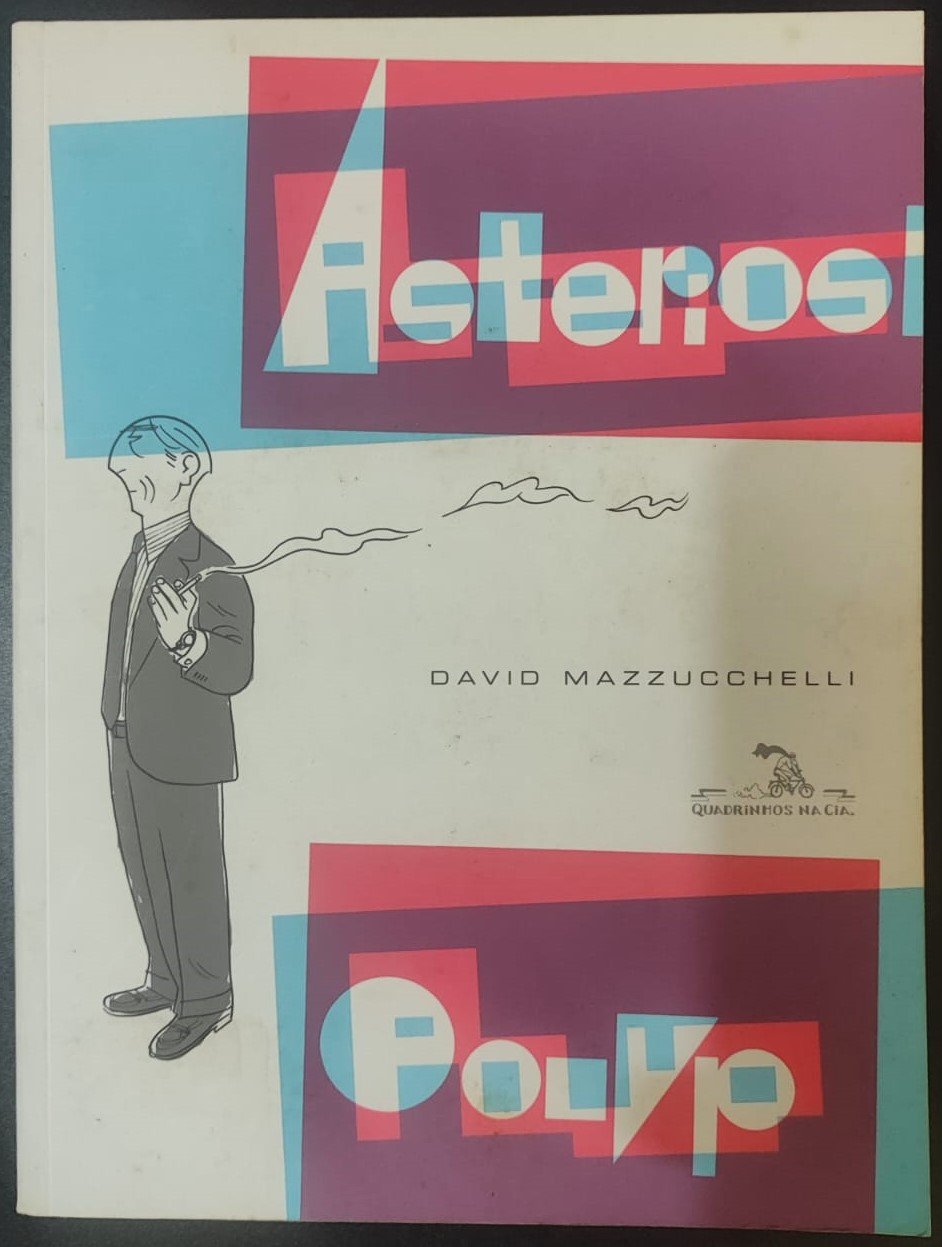 Asterios
DAVID MAZZUCCHELLI
QUADRINHOS NA CIA.
Polyp